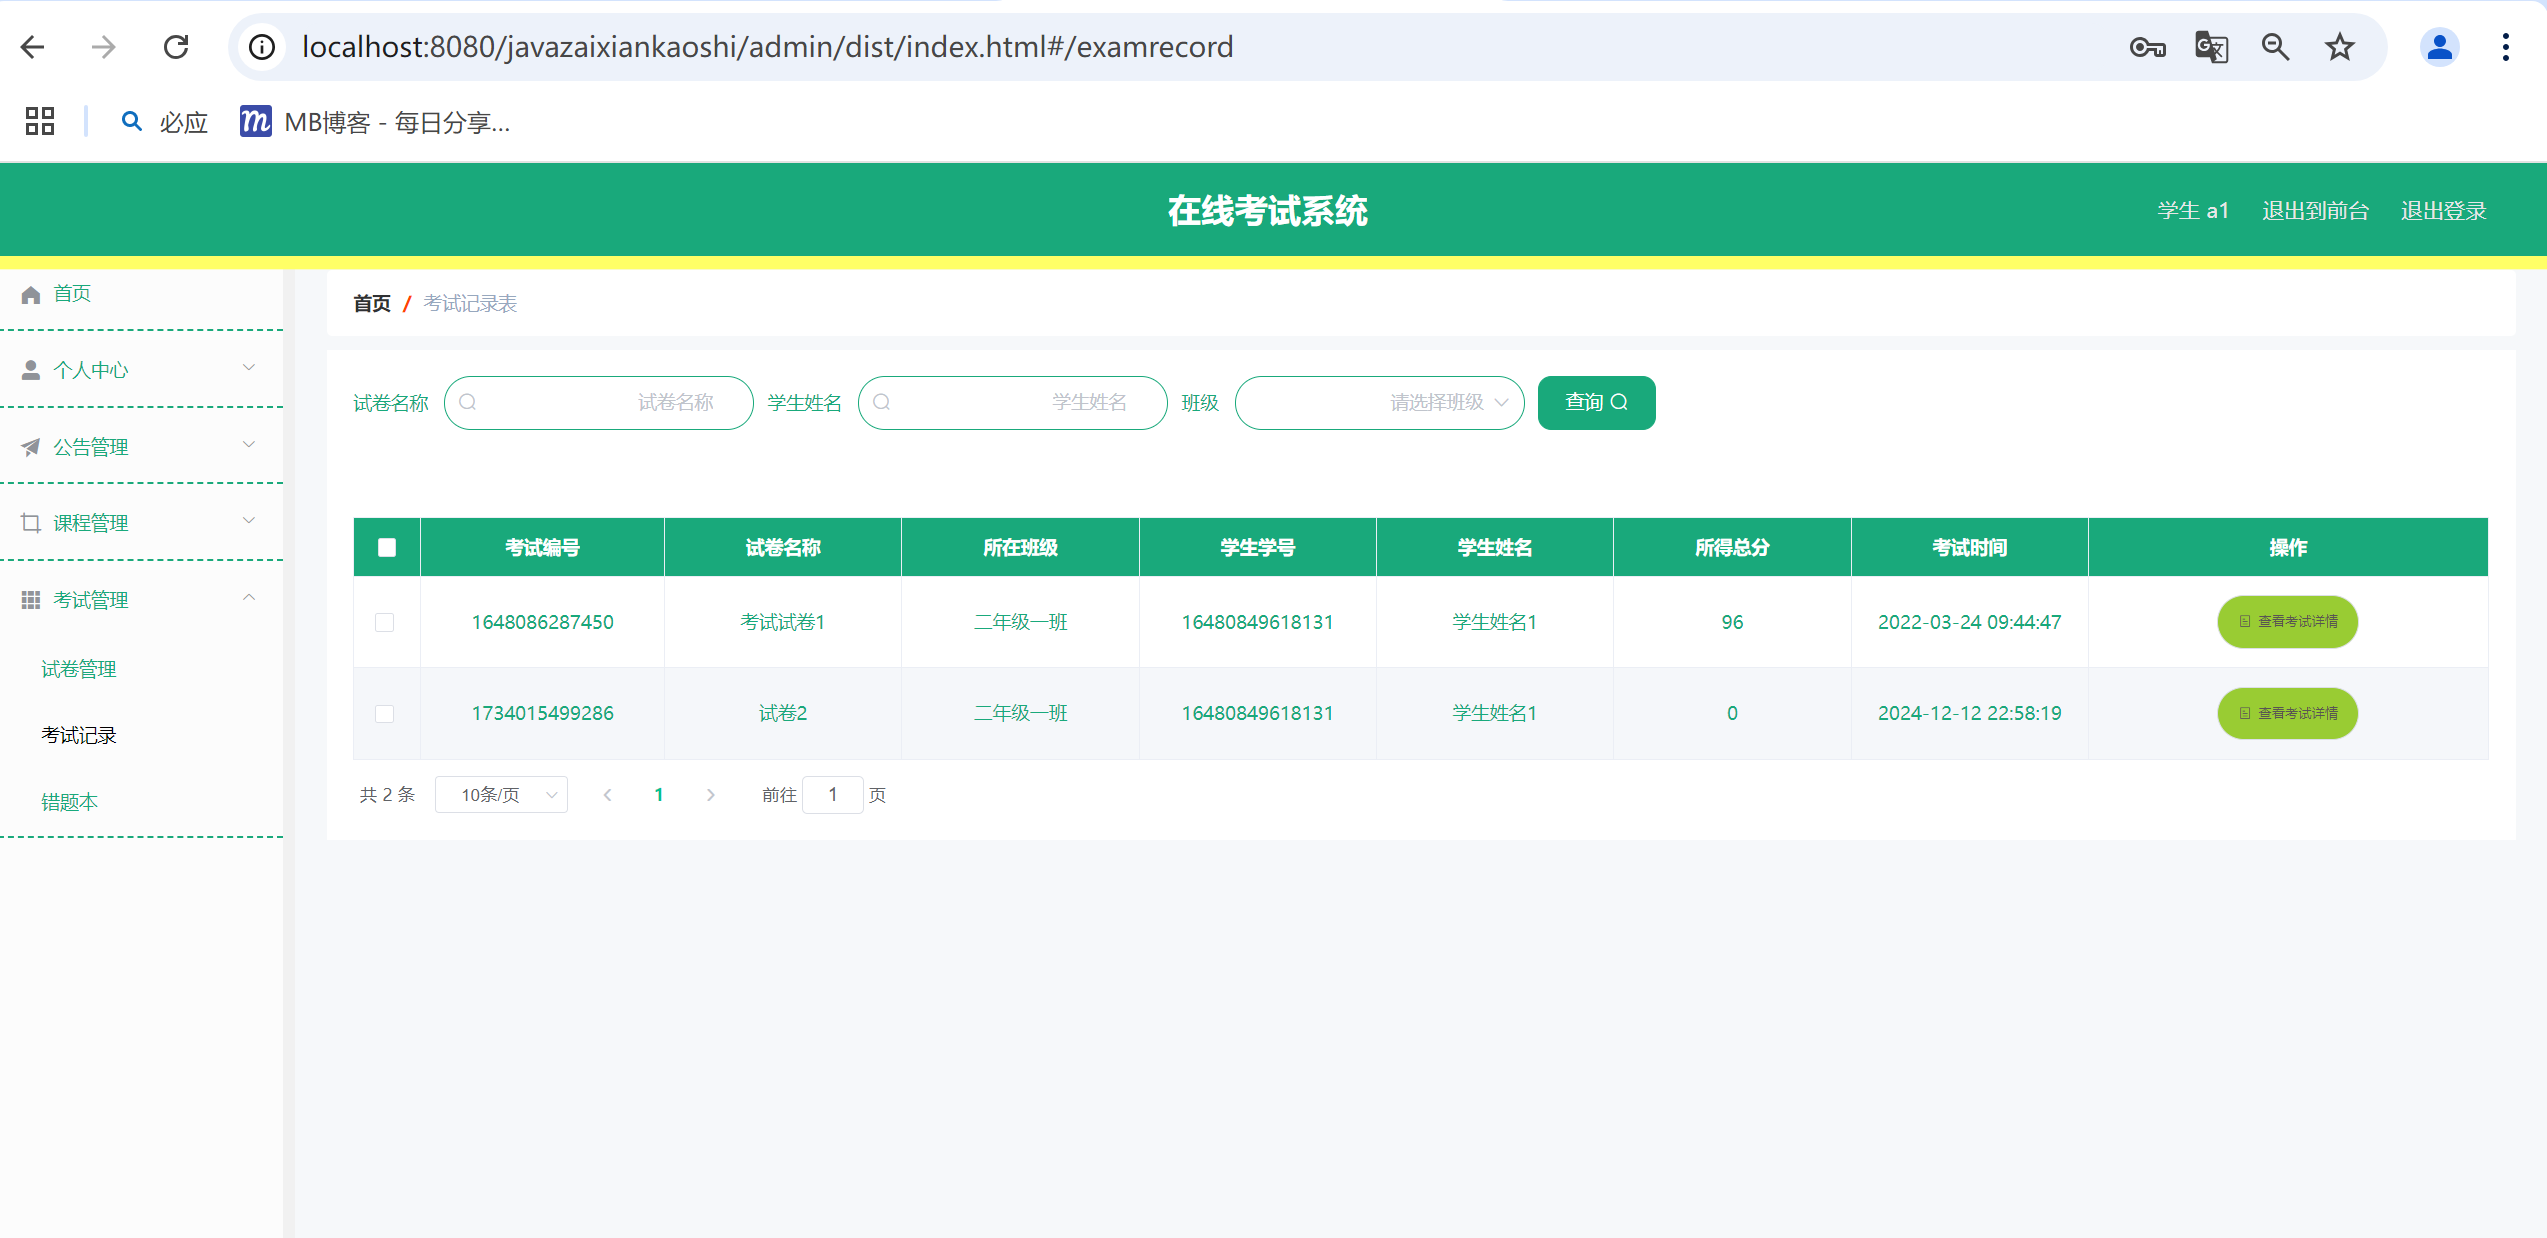 localhost:8080/javazaixiankaoshi/admin/dist/index.html#/examrecord
必应
MB博客 - 每日分享...
在线考试系统
学生 a1 退出到前台 退出登录
首页
个人中心
公告管理
课程管理
考试管理
试卷管理
考试记录
错题本
首页 / 考试记录表
试卷名称 试卷名称 学生姓名 学生姓名 班级 请选择班级 查询
考试编号 试卷名称 所在班级 学生学号 学生姓名 所得总分 考试时间 操作
1648086287450 考试试卷1 二年级一班 16480849618131 学生姓名1 96 2022-03-24 09:44:47 查看考试详情
1734015499286 试卷2 二年级一班 16480849618131 学生姓名1 0 2024-12-12 22:58:19 查看考试详情
共 2 条 10条/页 1 前往 1 页